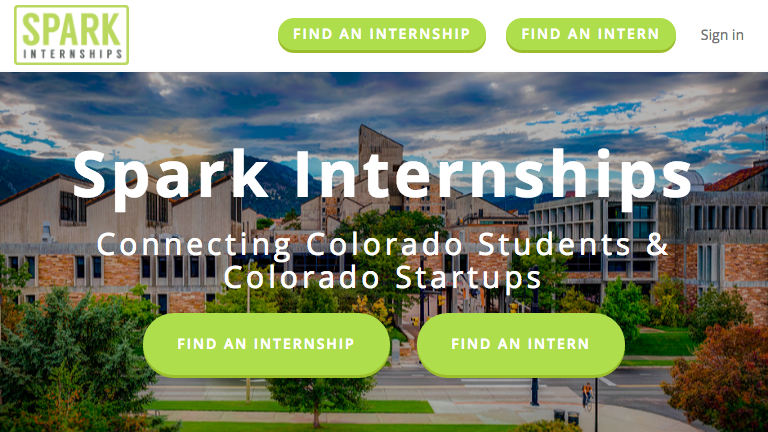 SPARK
INTERNSHIPS
FIND AN INTERNSHIP
FIND AN INTERN
Sign in
Spark Internships
Connecting Colorado Students &
Colorado Startups
FIND AN INTERNSHIP
FIND AN INTERN